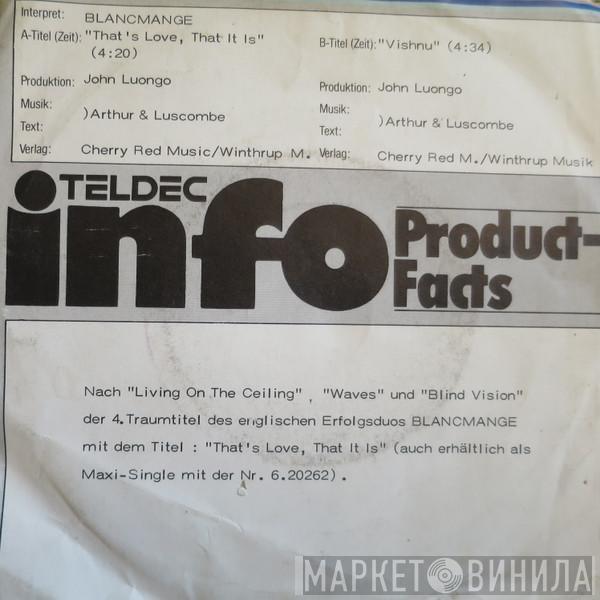 Interpret: BLANCMANGE
A-Titel (Zeit): "That's Love, That It Is"
(4:20)
B-Titel (Zeit): "Vishnu" (4:34)
Produktion: John Luongo
Produktion: John Luongo
Musik:
)Arthur & Luscombe
Text:
Musik:
)Arthur & Luscombe
Text:
Verlag: Cherry Red Music/Winthrup M.
Verlag: Cherry Red M./Winthrup Musik
TELDEC
info
Product-
Facts
Nach "Living On The Ceiling" , "Waves" und "Blind Vision"
der 4.Traumtitel des englischen Erfolgsduos BLANCMANGE
mit dem Titel : "That's Love, That It Is" (auch erhältlich als
Maxi-Single mit der Nr. 6.20262) .
МАРКЕТ ВИНИЛА